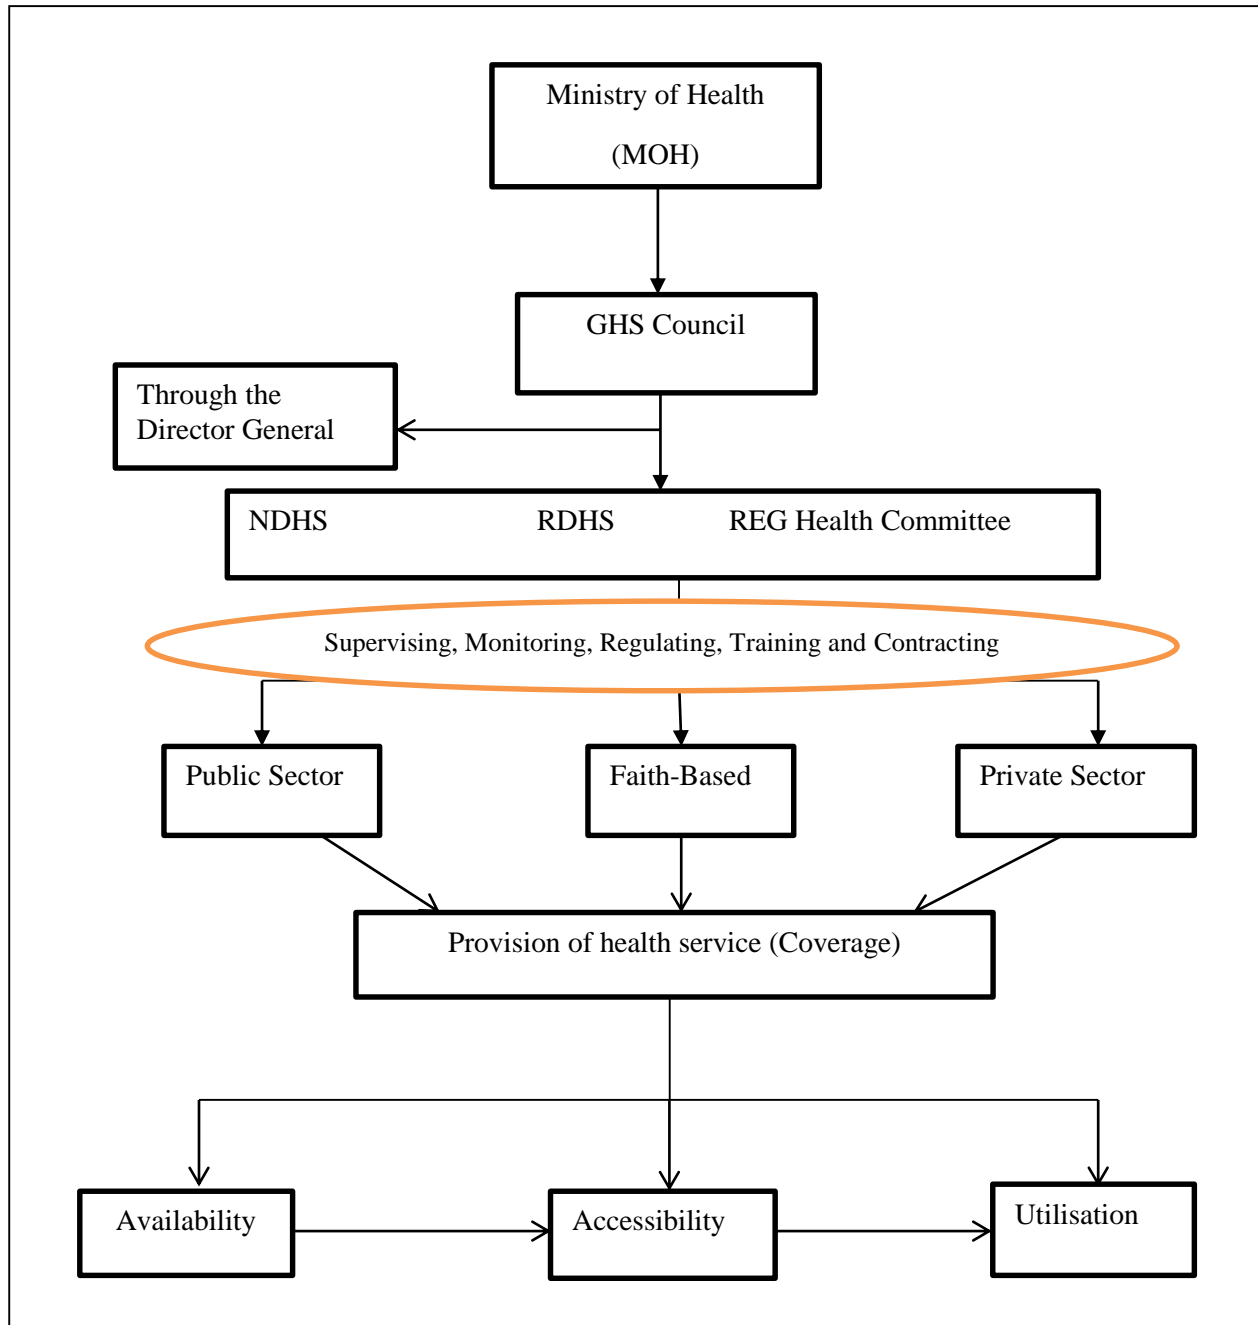 Ministry of Health
(MOH)
GHS Council
Through the
Director General
NDHS RDHS REG Health Committee
Supervising, Monitoring, Regulating, Training and Contracting
Public Sector
Faith-Based
Private Sector
Provision of health service (Coverage)
Availability
Accessibility
Utilisation